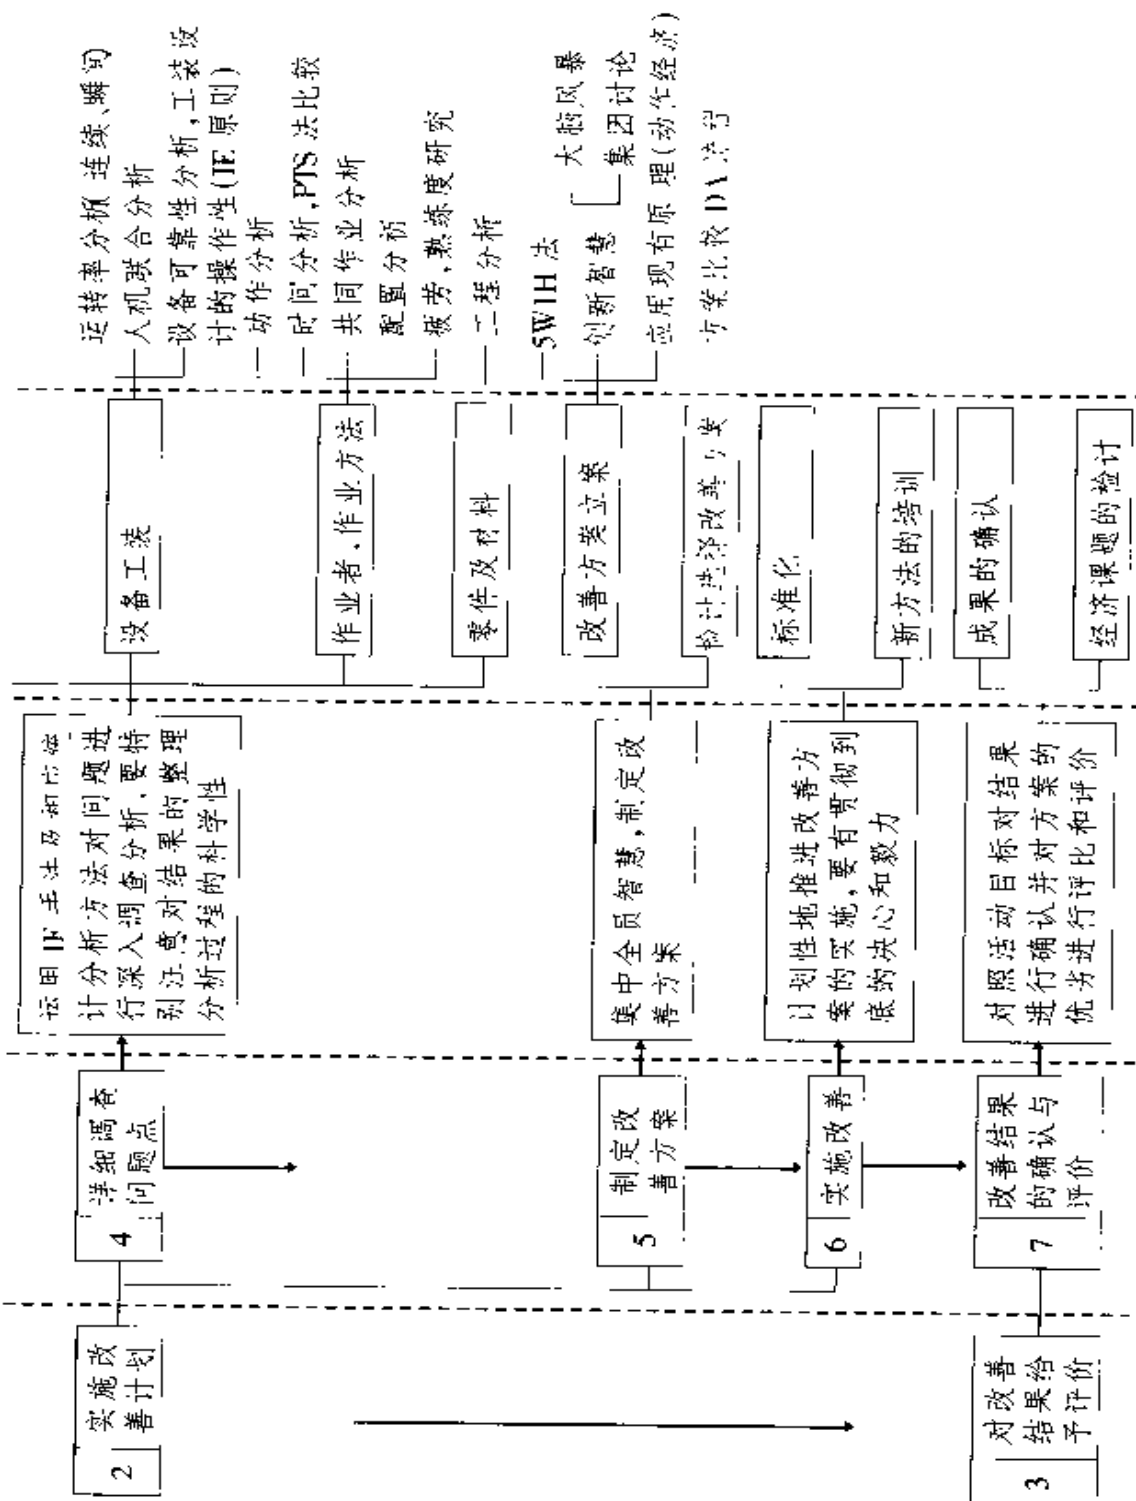 2
实施改
善计划
3
对改善
结果给
予评价
4
详细调查
问题点
5
制定改
善方案
6
实施改善
7
改善结果
的确认与
评价
运用 IE 手法及
计分析方法对问题进
行深入调查分析,要特
别注意对结果的整理
分析过程的科学性
集中全员智慧,制定改
善方案
计划性地推进改善方
案的实施,要有贯彻到
底的决心和毅力
对照活动目标对结果
进行确认并对方案的
优劣进行评比和评价
设备工装
作业者、作业方法
零件及材料
改善方案立案
检讨选择改善方案
标准化
新方法的培训
成果的确认
经济课题的检讨
运转率分析(连续、瞬间
人机联合分析
设备可靠性分析,工装设
计的操作性(IE 原则)
动作分析
时间分析,PTS 法比较
共同作业分析
配置分析
疲劳,熟练度研究
工程分析
5W1H 法
创新智慧
大脑风暴
集团讨论
应用现有原理(动作经济)
方案比较 DA